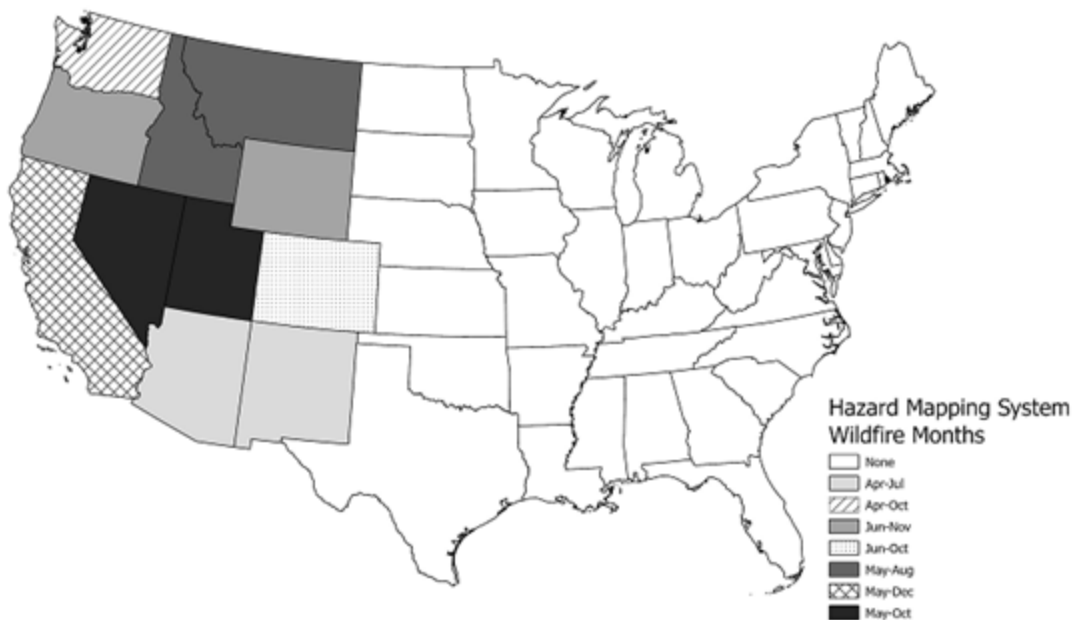 Hazard Mapping System
Wildfire Months
None
Apr-Jul
Apr-Oct
Jun-Nov
Jun-Oct
May-Aug
May-Dec
May-Oct